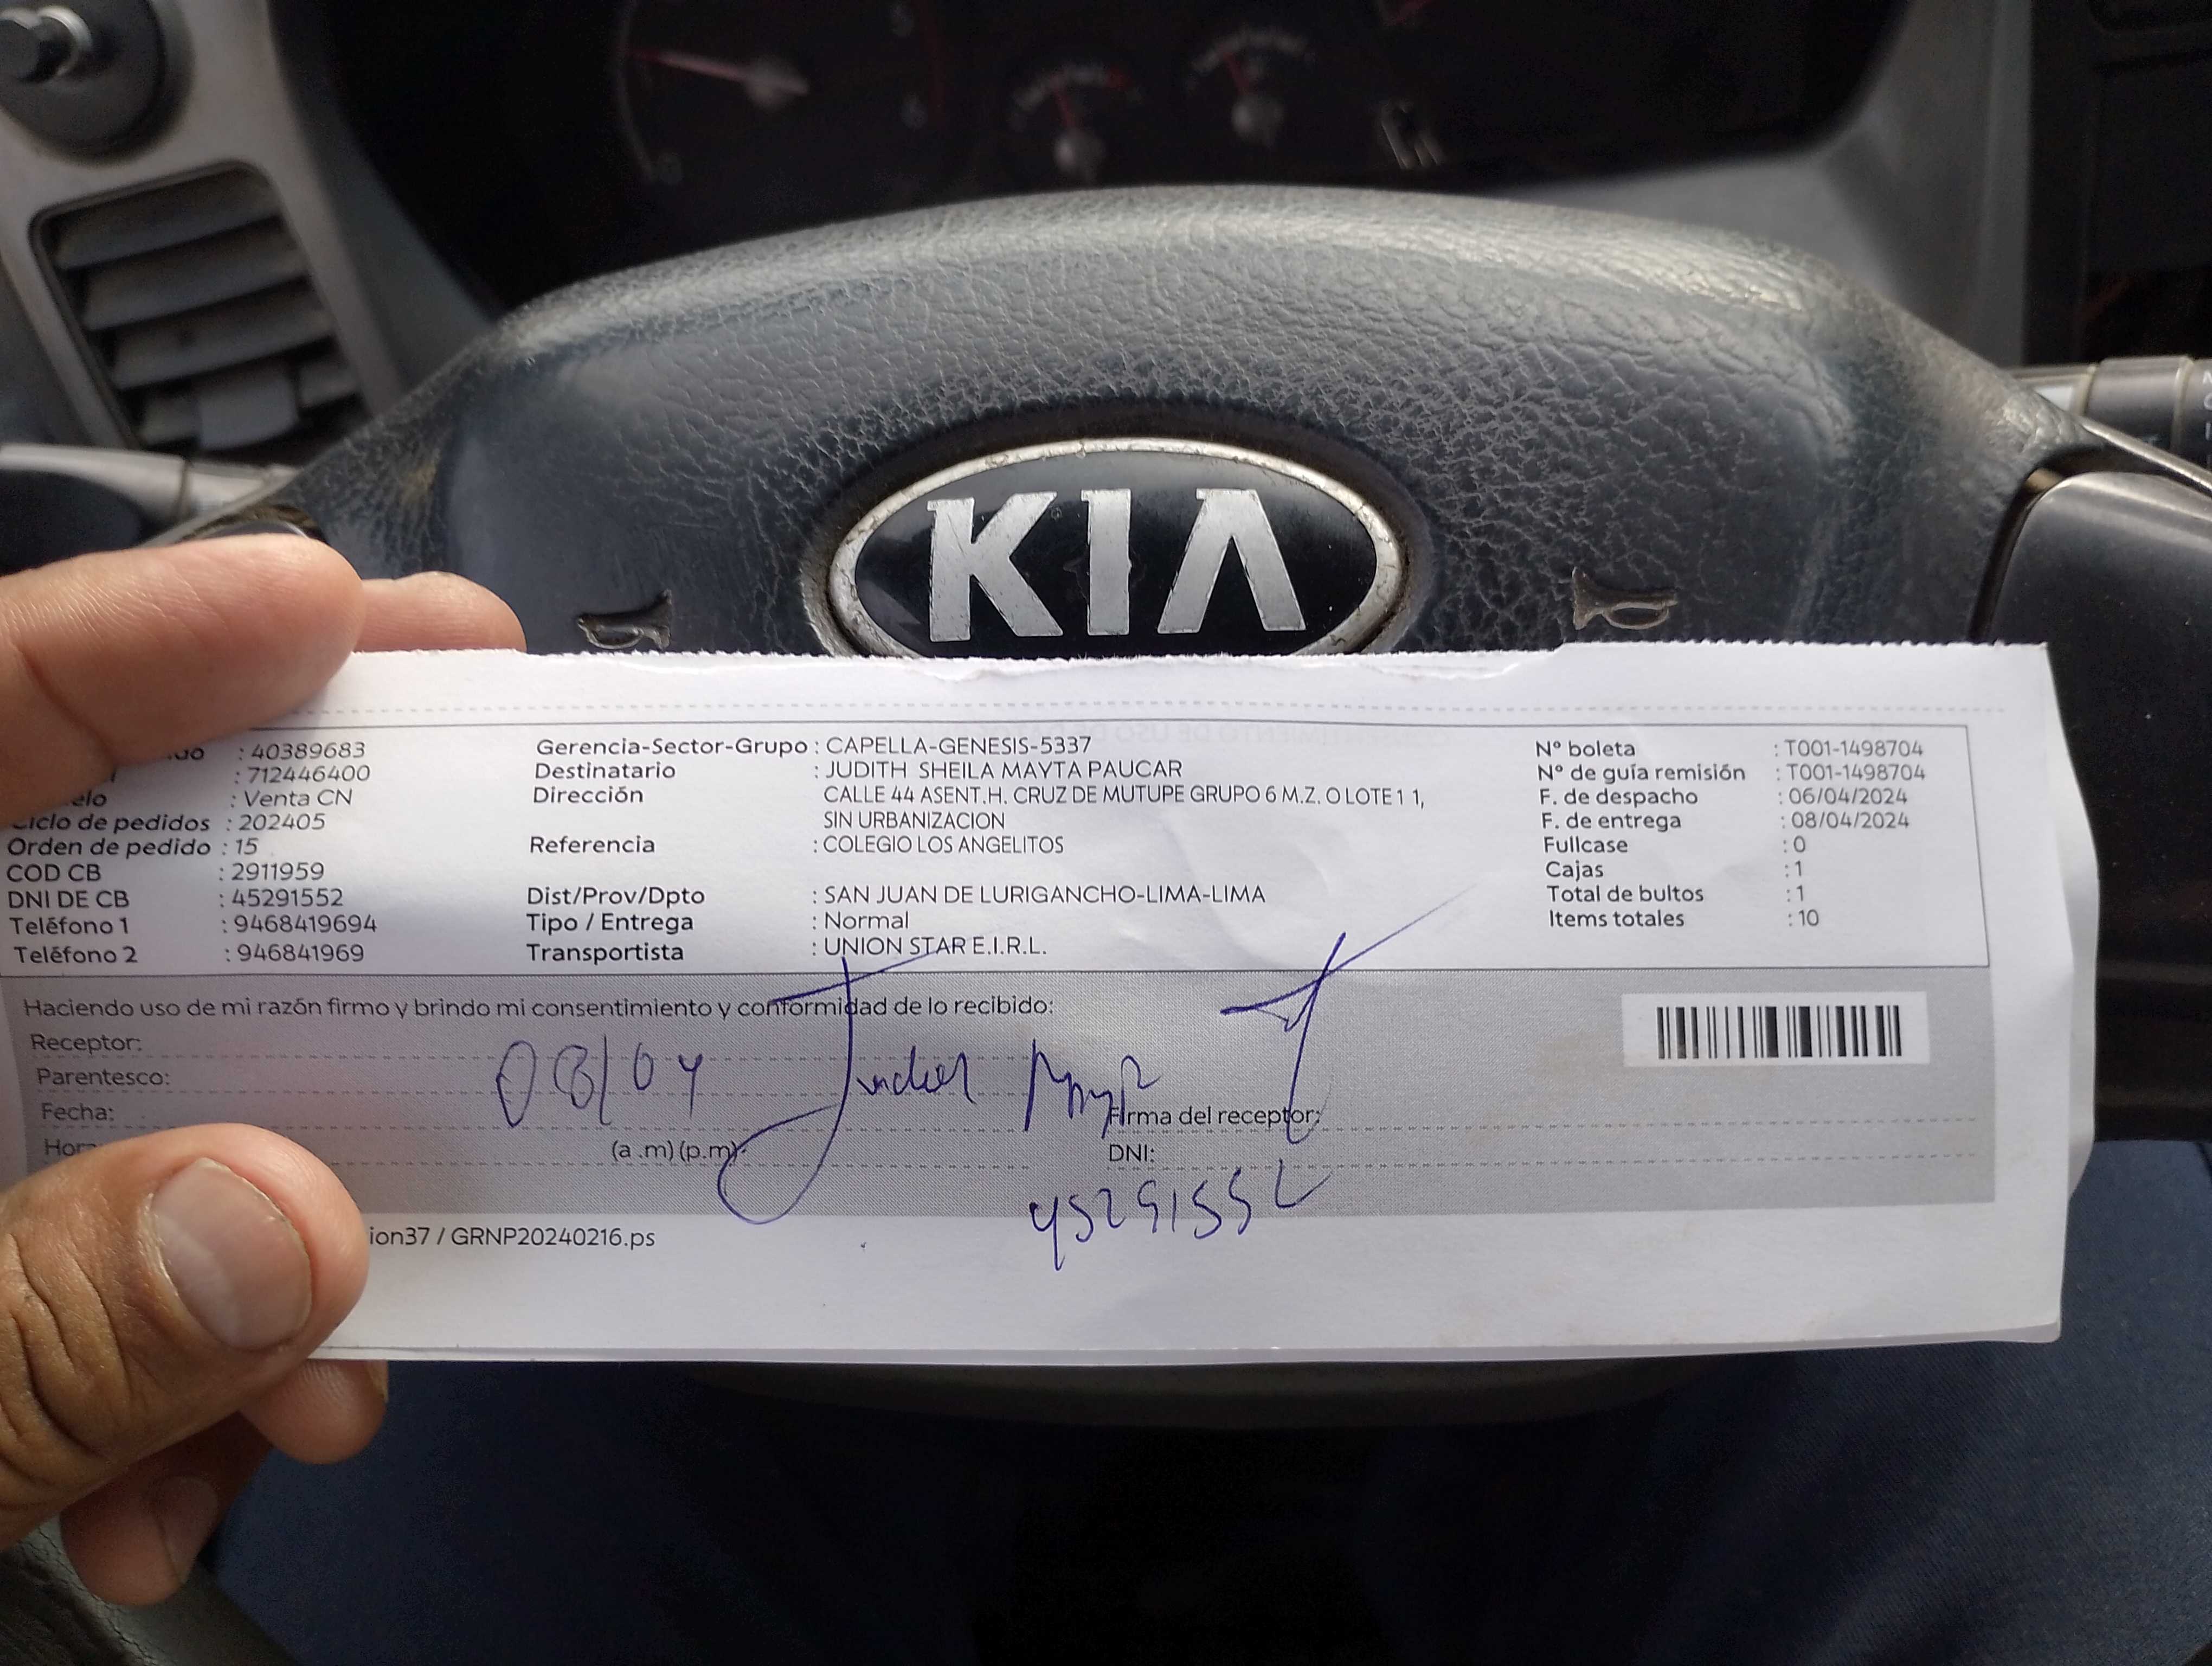 KIA
: 40389683
: 712446400
elo : Venta CN
Ciclo de pedidos : 202405
Orden de pedido : 15
COD CB : 2911959
DNI DE CB : 45291552
Teléfono 1 : 9468419694
Teléfono 2 : 946841969
Gerencia-Sector-Grupo : CAPELLA-GENESIS-5337
Destinatario : JUDITH SHEILA MAYTA PAUCAR
Dirección CALLE 44 ASENT.H. CRUZ DE MUTUPE GRUPO 6 M.Z. O LOTE 1 1,
SIN URBANIZACION
Referencia : COLEGIO LOS ANGELITOS
Dist/Prov/Dpto : SAN JUAN DE LURIGANCHO-LIMA-LIMA
Tipo / Entrega : Normal
Transportista : UNION STAR E.I.R.L.
Nº boleta : T001-1498704
Nº de guía remisión : T001-1498704
F. de despacho : 06/04/2024
F. de entrega : 08/04/2024
Fullcase : 0
Cajas : 1
Total de bultos : 1
Items totales : 10
Haciendo uso de mi razón firmo y brindo mi consentimiento y conformidad de lo recibido:
Receptor:
Parentesco:
08/04
Fecha:
Firma del receptor:
Hora
(a .m) (p.m)
DNI:
45291552
ion37 / GRNP20240216.ps